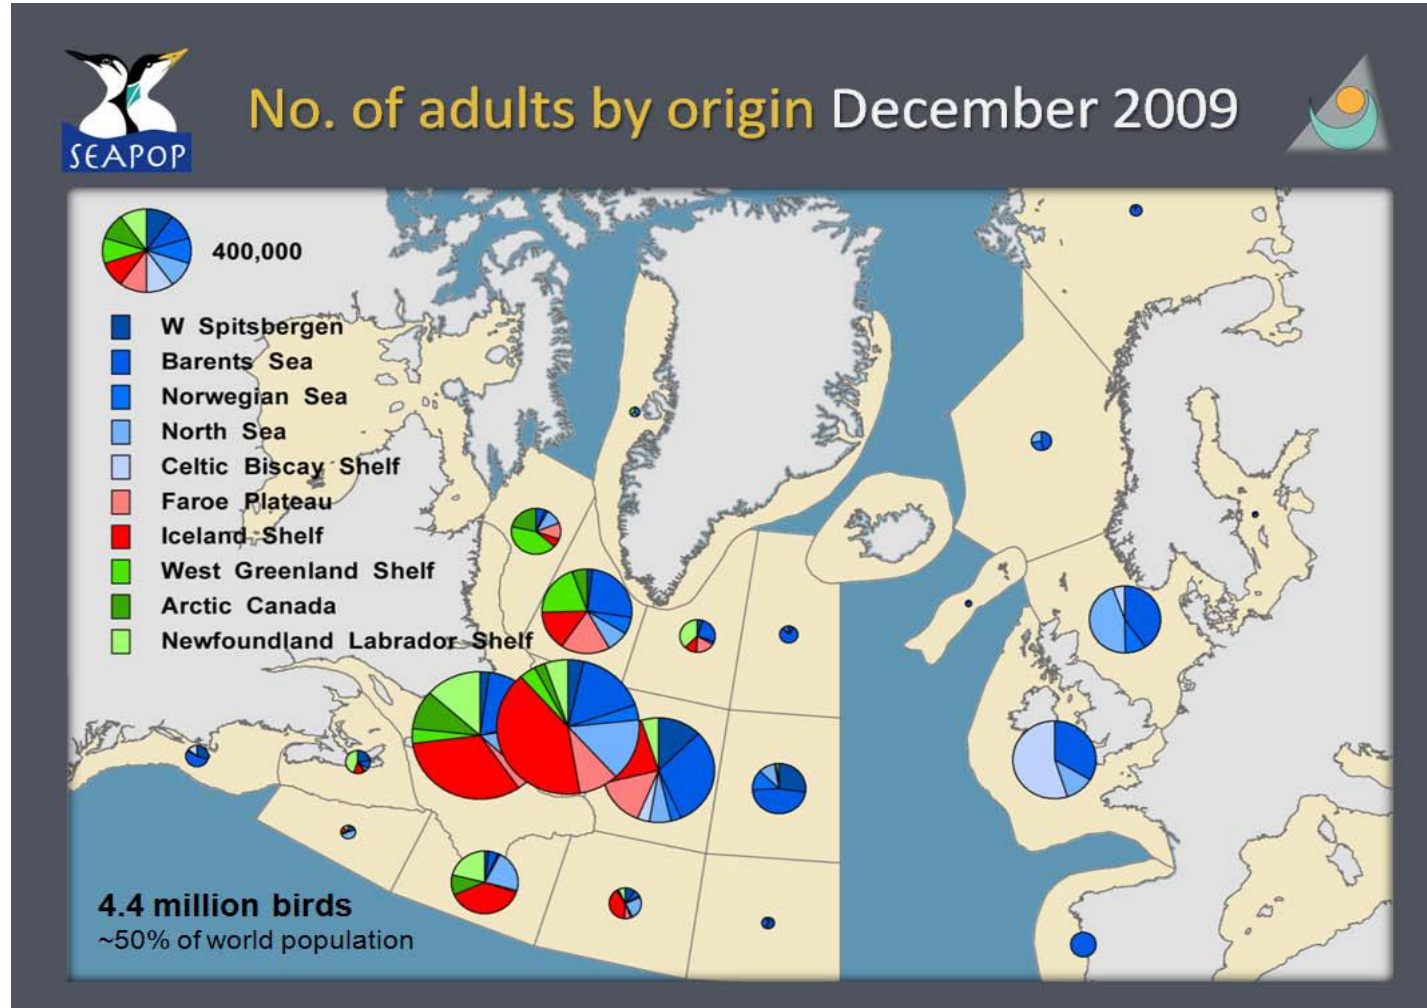 SEAPOP
No. of adults by origin December 2009
400,000
W Spitsbergen
Barents Sea
Norwegian Sea
North Sea
Celtic Biscay Shelf
Faroe Plateau
Iceland Shelf
West Greenland Shelf
Arctic Canada
Newfoundland Labrador Shelf
4.4 million birds
~50% of world population